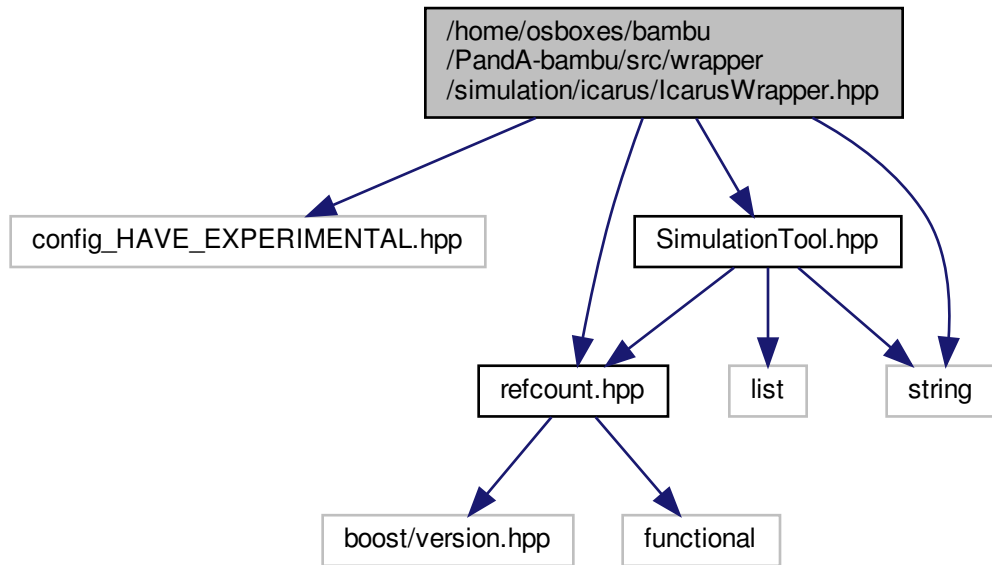 /home/osboxes/bambu
/PandA-bambu/src/wrapper
/simulation/icarus/IcarusWrapper.hpp
config_HAVE_EXPERIMENTAL.hpp
SimulationTool.hpp
refcount.hpp
list
string
boost/version.hpp
functional